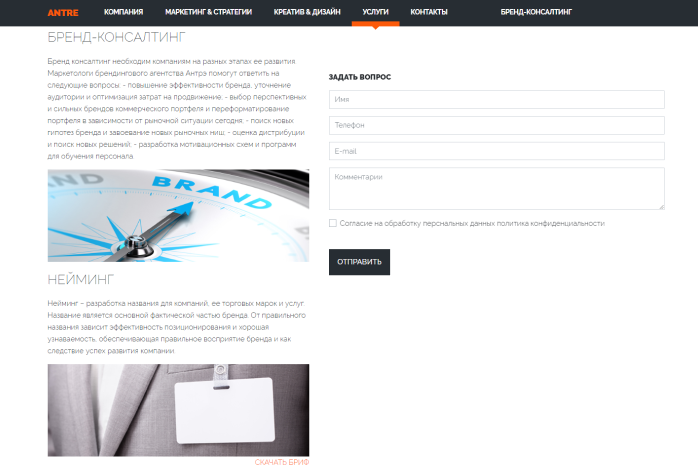 ANTRE КОМПАНИЯ МАРКЕТИНГ & СТРАТЕГИИ КРЕАТИВ & ДИЗАЙН УСЛУГИ КОНТАКТЫ БРЕНД-КОНСАЛТИНГ
БРЕНД-КОНСАЛТИНГ
Бренд консалтинг необходим компаниям на разных этапах ее развития
Маркетологи брендингового агентства Антрэ помогут ответить на
следующие вопросы: - повышение эффективности бренда, уточнение
аудитории и оптимизация затрат на продвижение; - выбор перспективных
и сильных брендов коммерческого портфеля и переформатирование
портфеля в зависимости от рыночной ситуации сегодня; - поиск новых
гипотез бренда и завоевание новых рыночных ниш; - оценка дистрибуции
и поиск новых решений; - разработка мотивационных схем и программ
для обучения персонала.
AND
BRAND
НЕЙМИНГ
Нейминг – разработка названия для компаний, ее торговых марок и услуг.
Название является основной фактической частью бренда. От правильного
названия зависит эффективность позиционирования и хорошая
узнаваемость, обеспечивающая правильное восприятие бренда и как
следствие успех развития компании
СКАЧАТЬ БРИФ
ЗАДАТЬ ВОПРОС
Имя
Телефон
E-mail
Комментарии
Согласие на обработку персональных данных политика конфиденциальности
ОТПРАВИТЬ